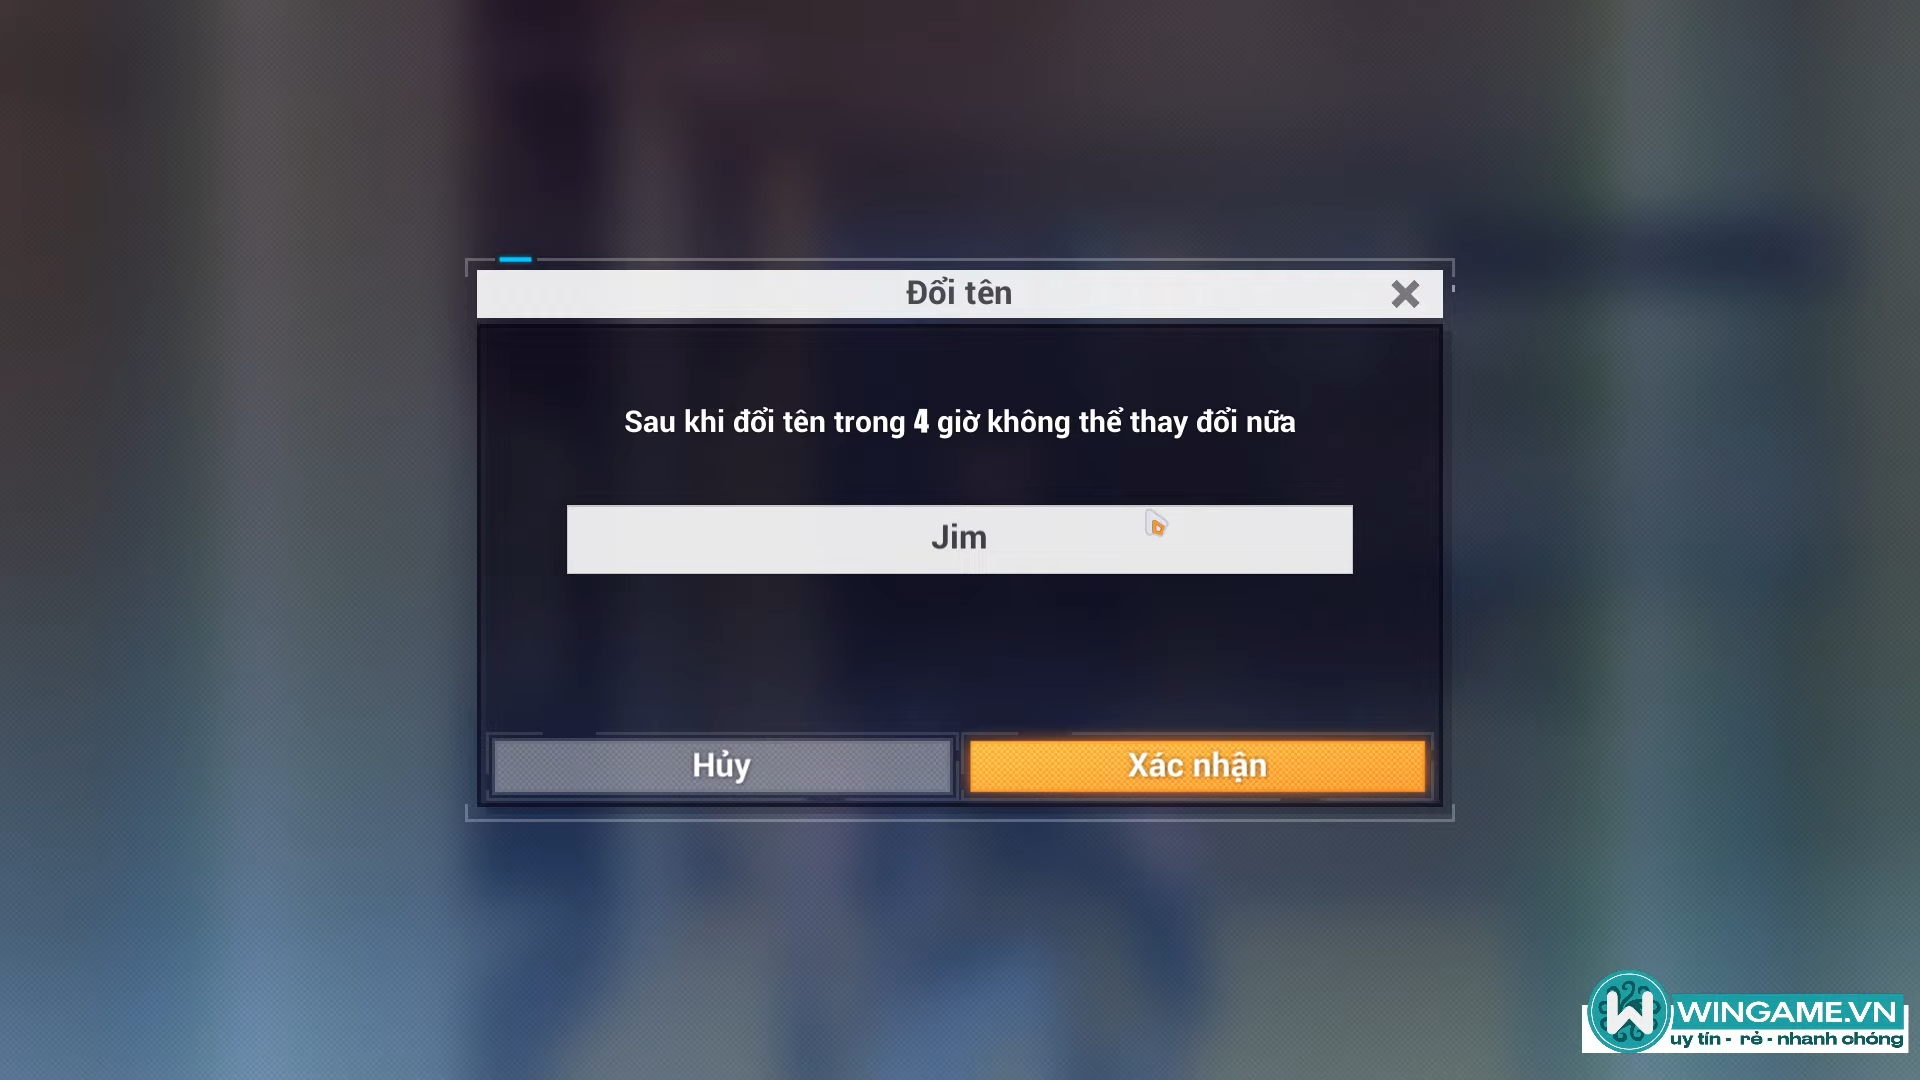 Đổi tên
Sau khi đổi tên trong 4 giờ không thể thay đổi nữa
Jim
Hủy
Xác nhận
WINGAME.VN
uy tín - rẻ - nhanh chóng